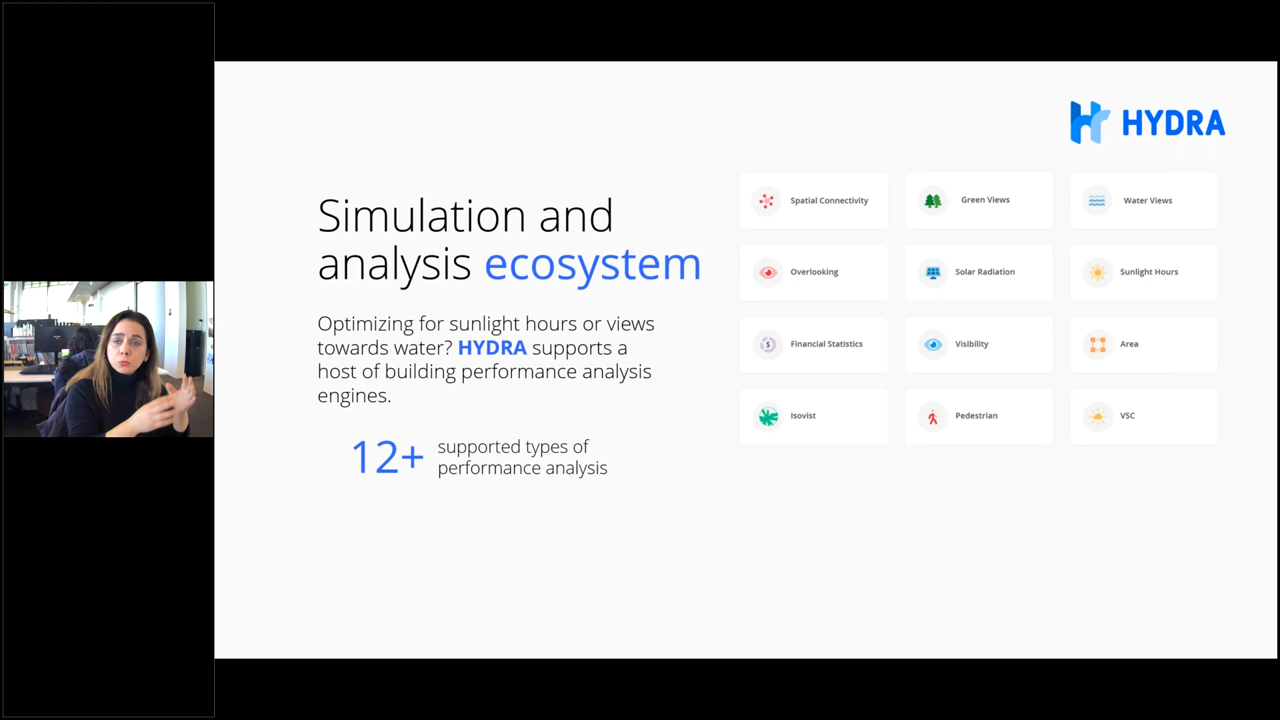 HYDRA
Simulation and
analysis ecosystem
Optimizing for sunlight hours or views
towards water? HYDRA supports a
host of building performance analysis
engines.
12+
supported types of
performance analysis
Spatial Connectivity
Green Views
Water Views
Overlooking
Solar Radiation
Sunlight Hours
Financial Statistics
Visibility
Area
Isovist
Pedestrian
VSC